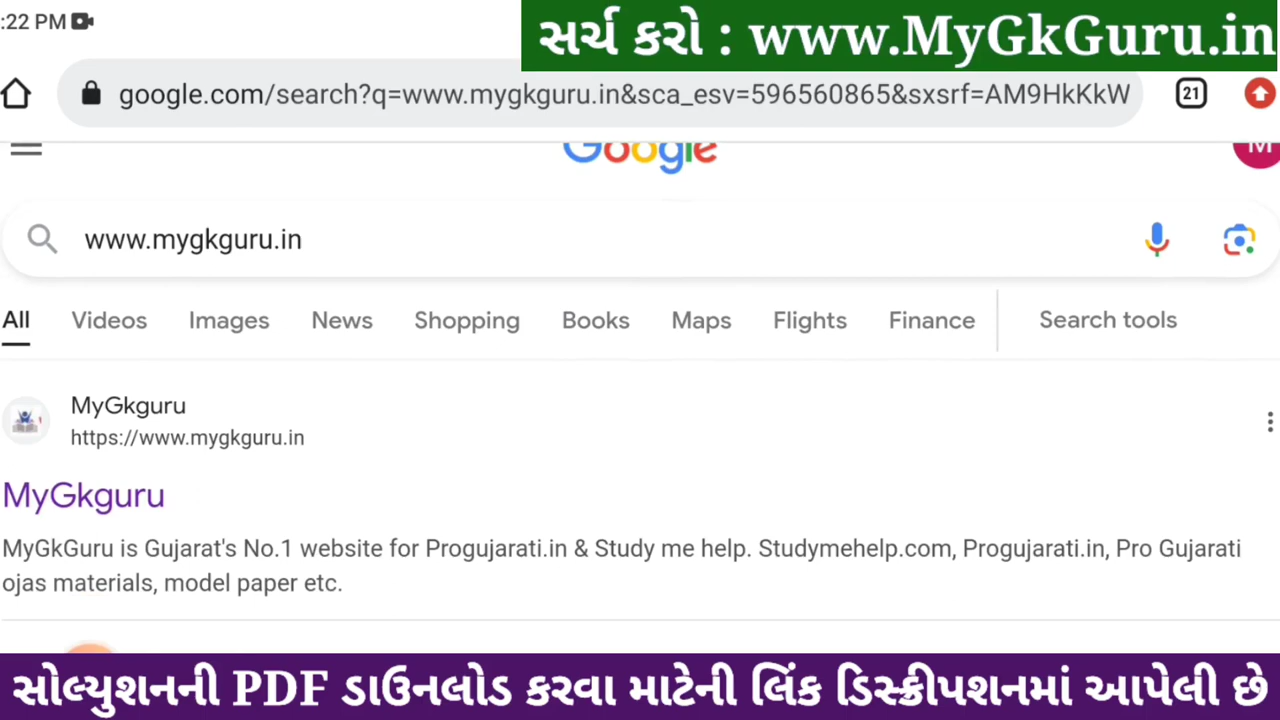 :22 PM
સર્ચ કરો : www.MyGkGuru.in
google.com/search?q=www.mygkguru.in&sca_esv=596560865&sxsrf=AM9HkKkW
21
Google
M
www.mygkguru.in
All Videos Images News Shopping Books Maps Flights Finance Search tools
MyGkguru
https://www.mygkguru.in
MyGkguru
MyGkGuru is Gujarat's No.1 website for Progujarati.in & Study me help. Studymehelp.com, Progujarati.in, Pro Gujarati
ojas materials, model paper etc.
સોલ્યુશનની PDF ડાઉનલોડ કરવા માટેની લિંક ડિસ્ક્રીપશનમાં આપેલી છે